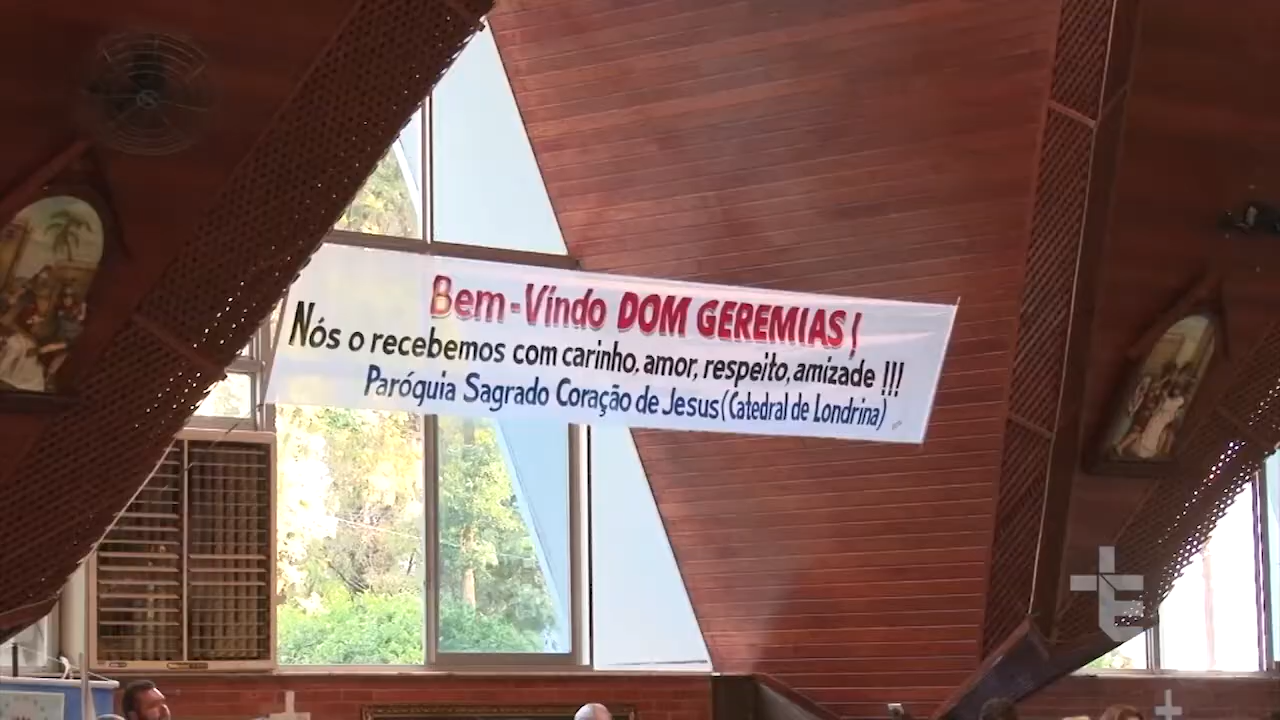 Bem-Vindo DOM GEREMIAS!
Nós o recebemos com carinho, amor, respeito, amizade !!!
Paróquia Sagrado Coração de Jesus (Catedral de Londrina)